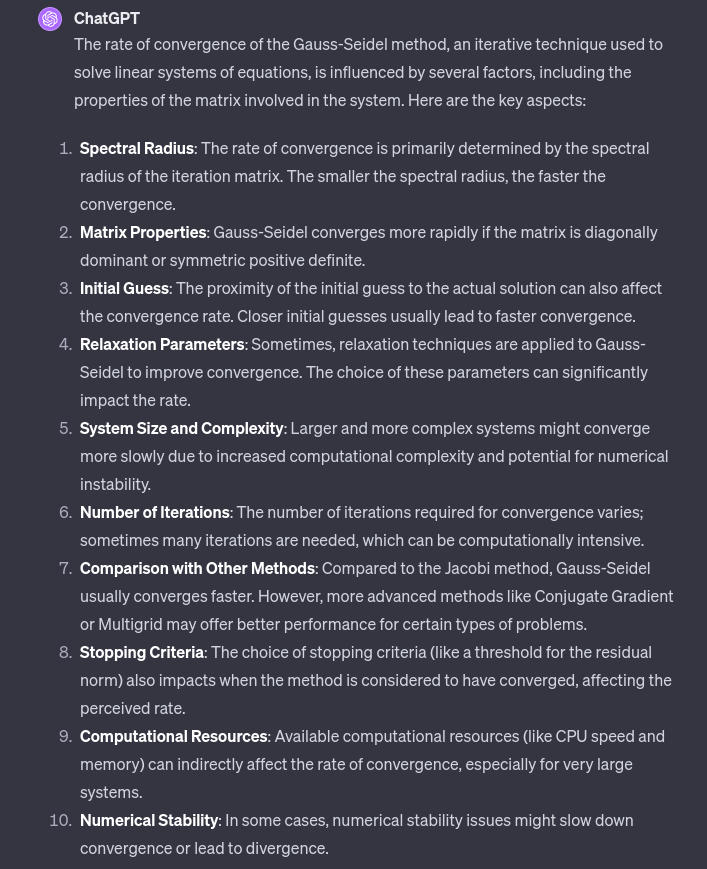 ChatGPT
The rate of convergence of the Gauss-Seidel method, an iterative technique used to
solve linear systems of equations, is influenced by several factors, including the
properties of the matrix involved in the system. Here are the key aspects:
1. Spectral Radius: The rate of convergence is primarily determined by the spectral
radius of the iteration matrix. The smaller the spectral radius, the faster the
convergence.
2. Matrix Properties: Gauss-Seidel converges more rapidly if the matrix is diagonally
dominant or symmetric positive definite.
3. Initial Guess: The proximity of the initial guess to the actual solution can also affect
the convergence rate. Closer initial guesses usually lead to faster convergence.
4. Relaxation Parameters: Sometimes, relaxation techniques are applied to Gauss-
Seidel to improve convergence. The choice of these parameters can significantly
impact the rate.
5. System Size and Complexity: Larger and more complex systems might converge
more slowly due to increased computational complexity and potential for numerical
instability.
6. Number of Iterations: The number of iterations required for convergence varies;
sometimes many iterations are needed, which can be computationally intensive.
7. Comparison with Other Methods: Compared to the Jacobi method, Gauss-Seidel
usually converges faster. However, more advanced methods like Conjugate Gradient
or Multigrid may offer better performance for certain types of problems.
8. Stopping Criteria: The choice of stopping criteria (like a threshold for the residual
norm) also impacts when the method is considered to have converged, affecting the
perceived rate.
9. Computational Resources: Available computational resources (like CPU speed and
memory) can indirectly affect the rate of convergence, especially for very large
systems.
10. Numerical Stability: In some cases, numerical stability issues might slow down
convergence or lead to divergence.